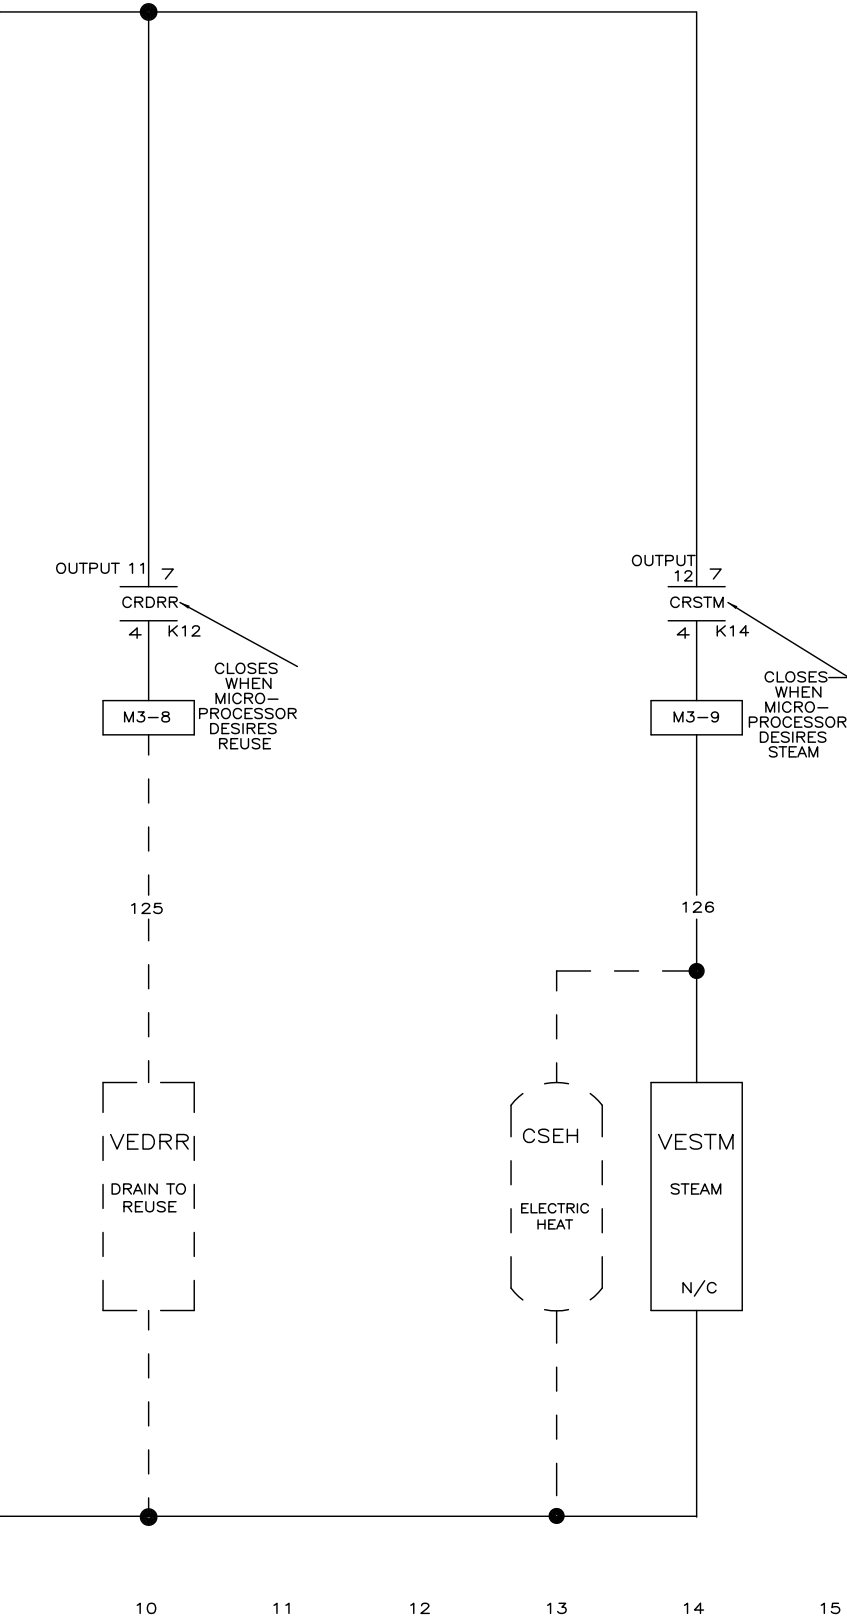 OUTPUT 11 7
CRDRR
4 K12
CLOSES
WHEN
MICRO-
PROCESSOR
DESIRES
REUSE
M3-8
125
VEDRR
DRAIN TO
REUSE
OUTPUT
12 7
CRSTM
4 K14
CLOSES
WHEN
MICRO-
PROCESSOR
DESIRES
STEAM
M3-9
126
CSEH
ELECTRIC
HEAT
VESTM
STEAM
N/C
10 11 12 13 14 15